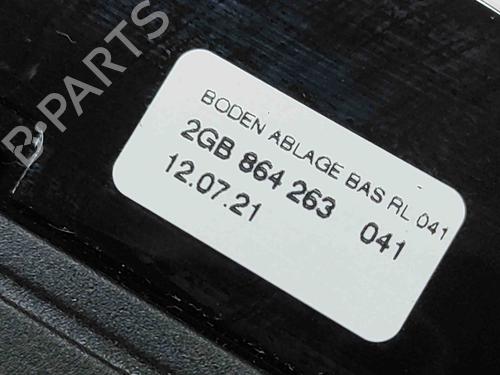 B-PARTS
BODEN ABLAGE BAS RL 041
2GB 864 263 041
12.07.21